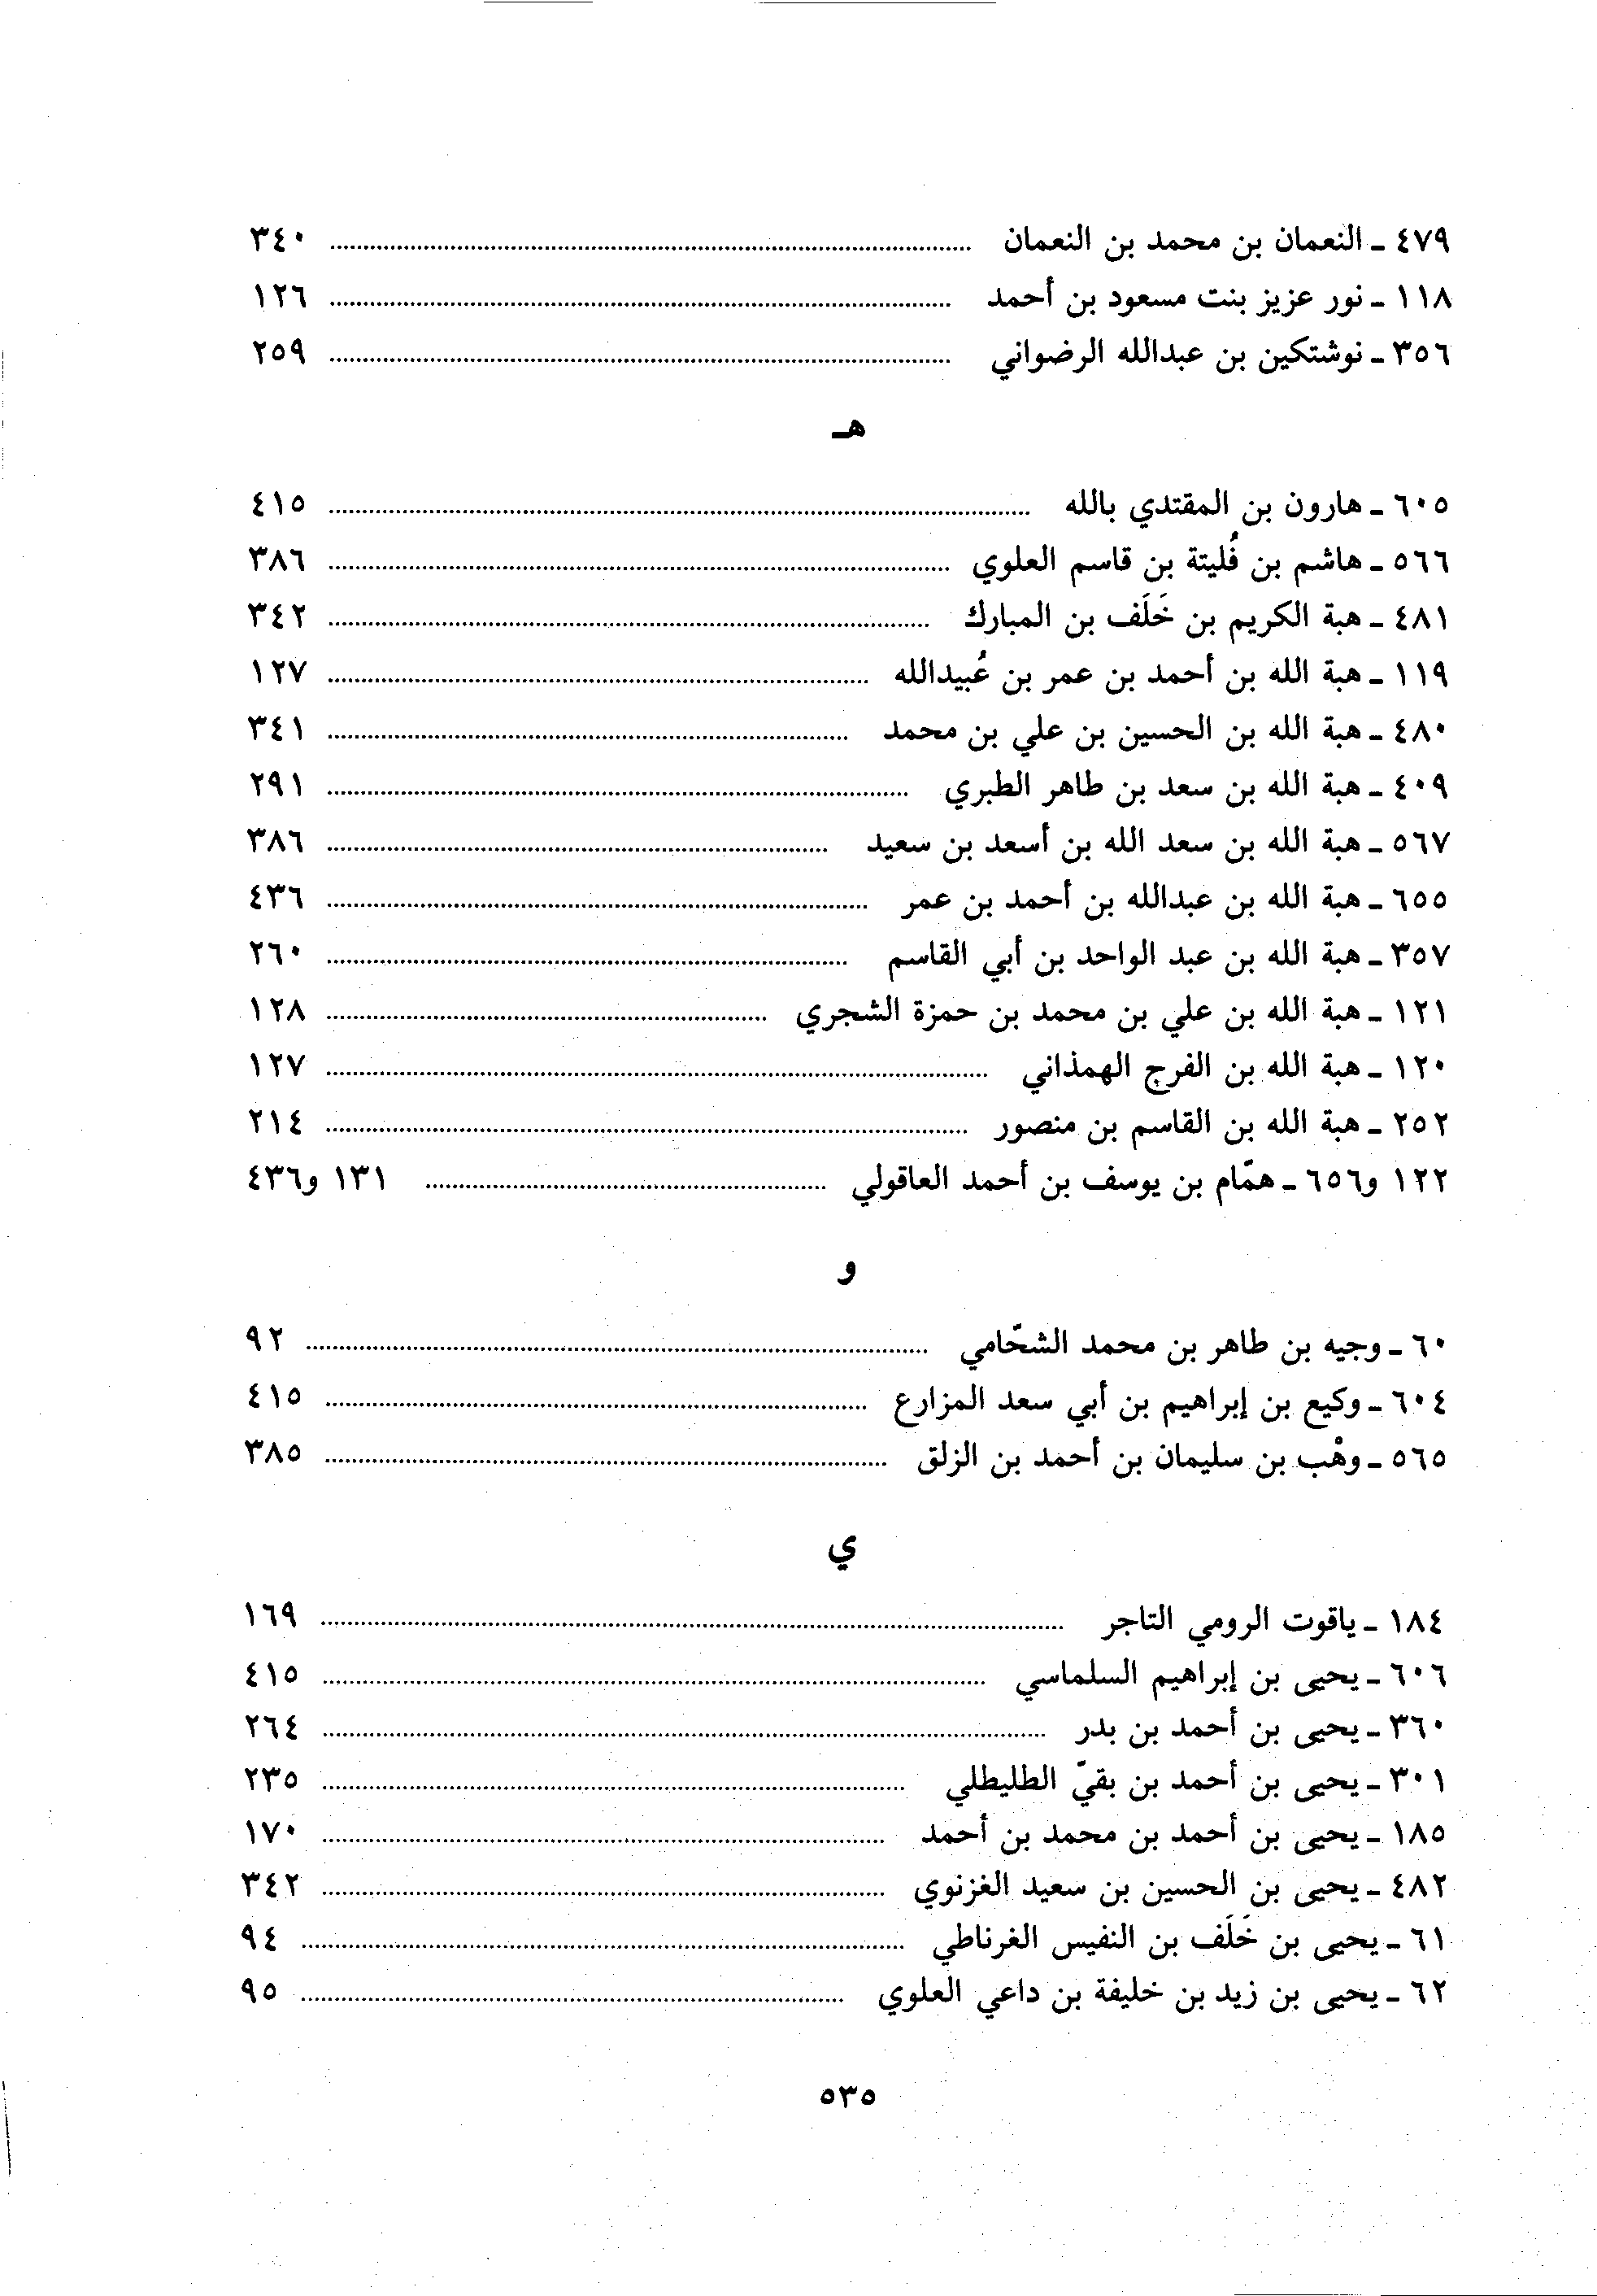 ٤٧٩ ـ النعمان بن محمد بن النعمان ........ ٣٤٠
١١٨ ـ نور عزيز بنت مسعود بن أحمد ........ ١٢٦
٣٥٦ ـ نوشتكين بن عبدالله الرضواني ........ ٢٥٩
هـ
٦٠٥ ـ هارون بن المقتدي بالله ........ ٤١٥
٥٦٦ ـ هاشم بن فُليتة بن قاسم العلوي ........ ٣٨٦
٤٨١ ـ هبة الكريم بن خَلَف بن المبارك ........ ٣٤٢
١١٩ ـ هبة الله بن أحمد بن عمر بن عُبيدالله ........ ١٢٧
٤٨٠ ـ هبة الله بن الحسين بن علي بن محمد ........ ٣٤١
٤٠٩ ـ هبة الله بن سعد بن طاهر الطبري ........ ٢٩١
٥٦٧ ـ هبة الله بن سعد الله بن أسعد بن سعيد ........ ٣٨٦
٦٥٥ ـ هبة الله بن عبدالله بن أحمد بن عمر ........ ٤٣٦
٣٥٧ ـ هبة الله بن عبد الواحد بن أبي القاسم ........ ٢٦٠
١٢١ ـ هبة الله بن علي بن محمد بن حمزة الشجري ........ ١٢٨
١٢٠ ـ هبة الله بن الفرج الهمذاني ........ ١٢٧
٢٥٢ ـ هبة الله بن القاسم بن منصور ........ ٢١٤
١٢٢ و٦٥٦ ـ همّام بن يوسف بن أحمد العاقولي ........ ١٣١ و٤٣٦
و
٦٠ ـ وجيه بن طاهر بن محمد الشحّامي ........ ٩٢
٦٠٤ ـ وكيع بن إبراهيم بن أبي سعد المزارع ........ ٤١٥
٥٦٥ ـ وهْب بن سليمان بن أحمد بن الزلق ........ ٣٨٥
ي
١٨٤ ـ ياقوت الرومي التاجر ........ ١٦٩
٦٠٦ ـ يحيى بن إبراهيم السلماسي ........ ٤١٥
٣٦٠ ـ يحيى بن أحمد بن بدر ........ ٢٦٤
٣٠١ ـ يحيى بن أحمد بن بقيّ الطليطلي ........ ٢٣٥
١٨٥ ـ يحيى بن أحمد بن محمد بن أحمد ........ ١٧٠
٤٨٢ ـ يحيى بن الحسين بن سعيد الغزنوي ........ ٣٤٢
٦١ ـ يحيى بن خَلَف بن النفيس الغرناطي ........ ٩٤
٦٢ ـ يحيى بن زيد بن خليفة بن داعي العلوي ........ ٩٥
٥٣٥